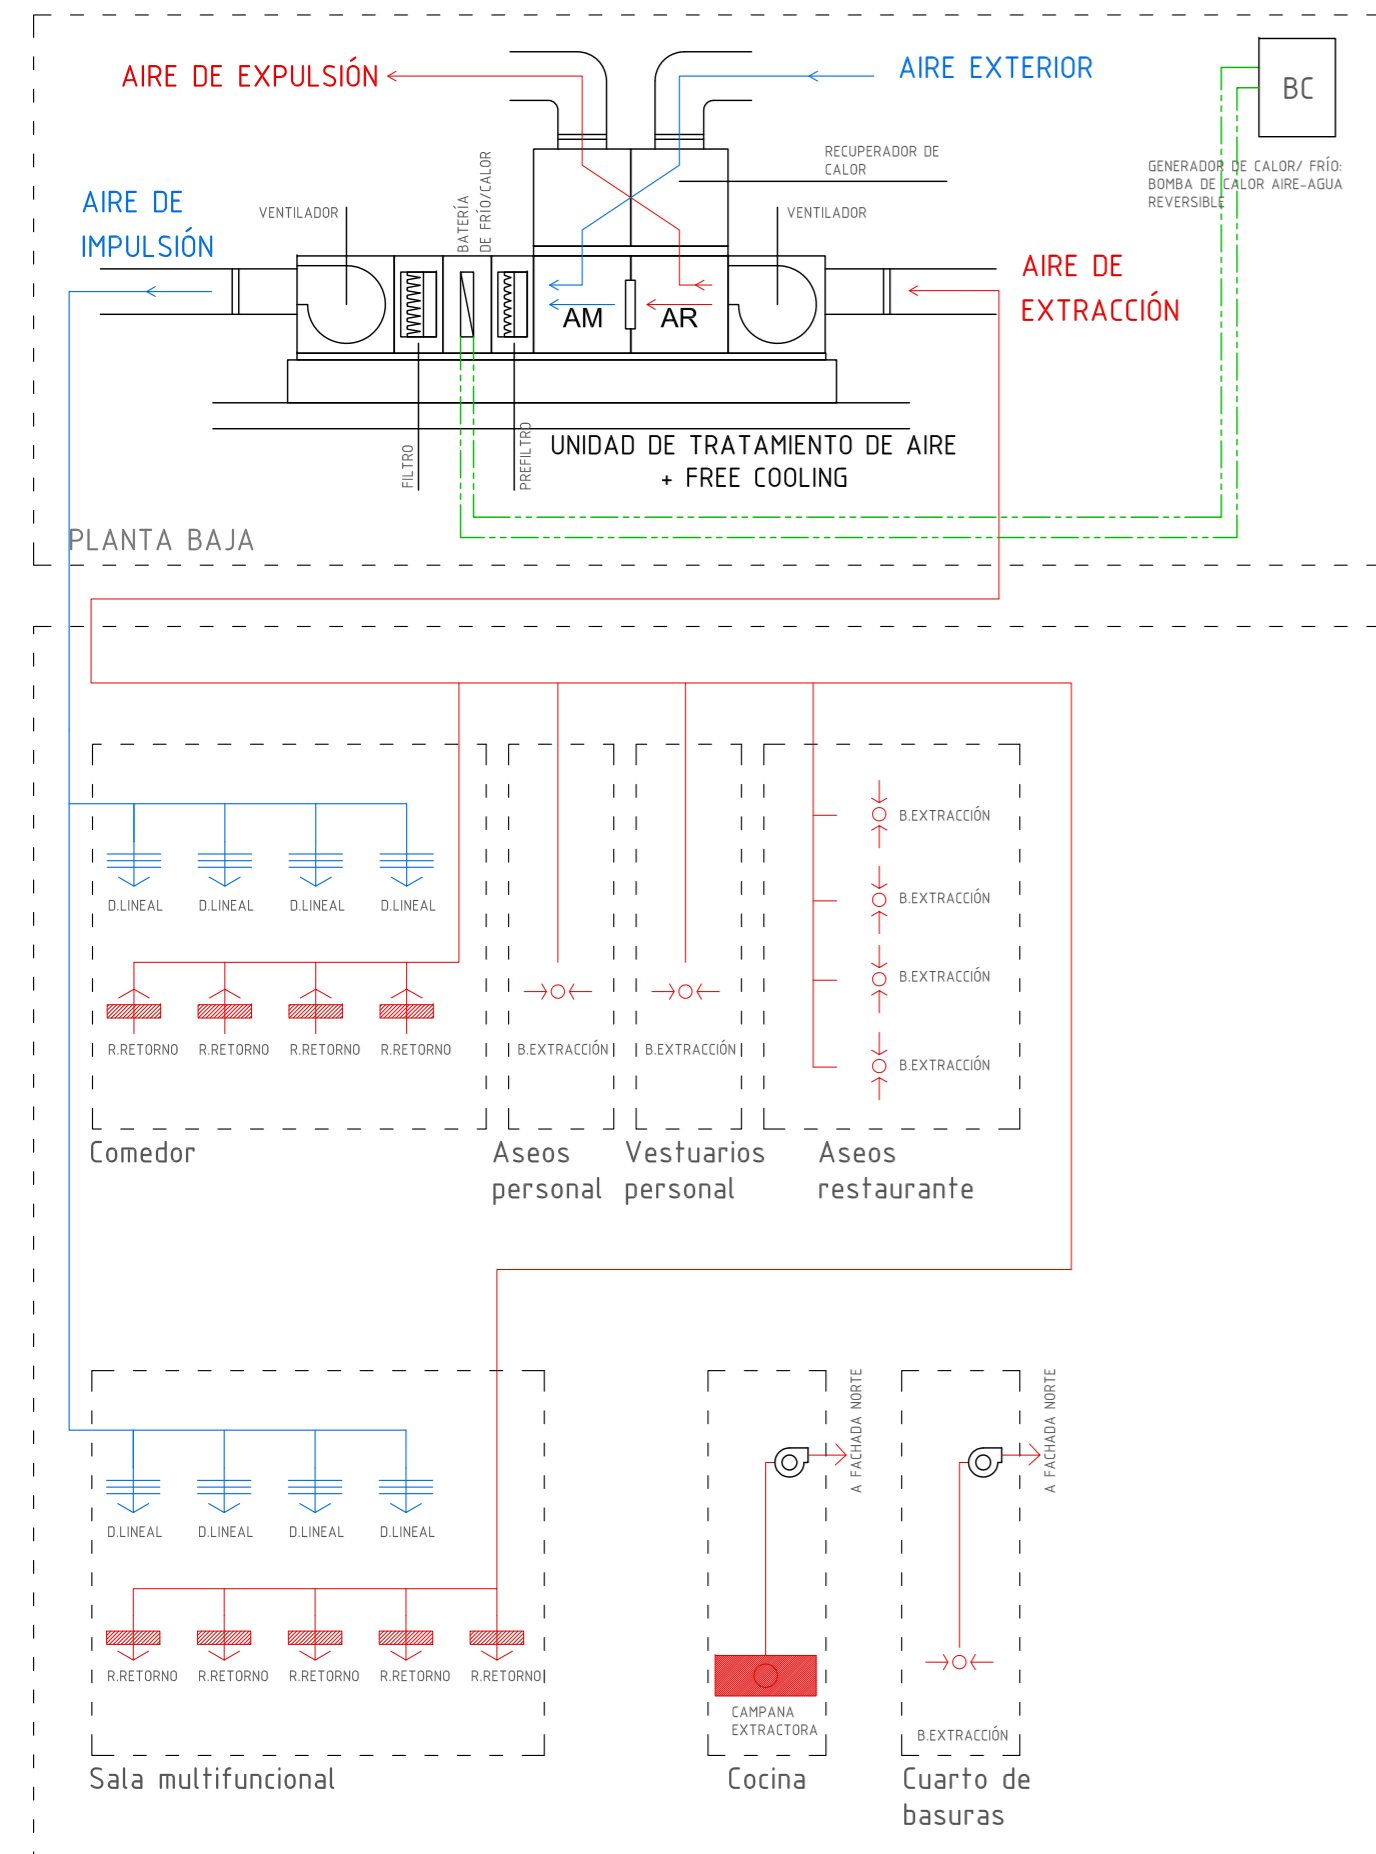 AIRE DE EXPULSIÓN
AIRE EXTERIOR
BC
GENERADOR DE CALOR/ FRÍO:
BOMBA DE CALOR AIRE-AGUA
REVERSIBLE
RECUPERADOR DE
CALOR
AIRE DE
IMPULSIÓN
VENTILADOR
BATERÍA
DE FRÍO/CALOR
VENTILADOR
AIRE DE
EXTRACCIÓN
AM
AR
FILTRO
PREFILTRO
UNIDAD DE TRATAMIENTO DE AIRE
+ FREE COOLING
PLANTA BAJA
D.LINEAL
D.LINEAL
D.LINEAL
D.LINEAL
R.RETORNO
R.RETORNO
R.RETORNO
R.RETORNO
Comedor
B.EXTRACCIÓN
Aseos
personal
B.EXTRACCIÓN
Vestuarios
personal
B.EXTRACCIÓN
B.EXTRACCIÓN
B.EXTRACCIÓN
B.EXTRACCIÓN
Aseos
restaurante
D.LINEAL
D.LINEAL
D.LINEAL
D.LINEAL
R.RETORNO
R.RETORNO
R.RETORNO
R.RETORNO
R.RETORNO
Sala multifuncional
A FACHADA NORTE
CAMPANA
EXTRACTORA
Cocina
A FACHADA NORTE
B.EXTRACCIÓN
Cuarto de
basuras